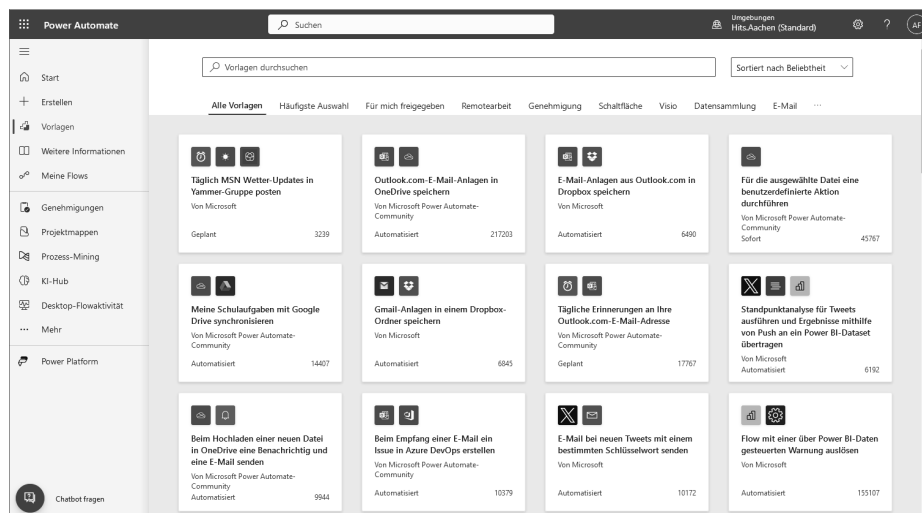 Power Automate
Suchen
Umgebungen
Hits.Aachen (Standard)
?
AF
Start
Erstellen
Vorlagen
Weitere Informationen
Meine Flows
Genehmigungen
Projektmappen
Prozess-Mining
KI-Hub
Desktop-Flowaktivität
Mehr
Power Platform
Chatbot fragen
Vorlagen durchsuchen
Sortiert nach Beliebtheit
Alle Vorlagen Häufigste Auswahl Für mich freigegeben Remotearbeit Genehmigung Schaltfläche Visio Datensammlung E-Mail ...
Täglich MSN Wetter-Updates in
Yammer-Gruppe posten
Von Microsoft
Geplant 3239
Outlook.com-E-Mail-Anlagen in
OneDrive speichern
Von Microsoft Power Automate-
Community
Automatisiert 217203
E-Mail-Anlagen aus Outlook.com in
Dropbox speichern
Von Microsoft
Automatisiert 6490
Für die ausgewählte Datei eine
benutzerdefinierte Aktion
durchführen
Von Microsoft Power Automate-
Community
Sofort 45767
Meine Schulaufgaben mit Google
Drive synchronisieren
Von Microsoft Power Automate-
Community
Automatisiert 14407
Gmail-Anlagen in einem Dropbox-
Ordner speichern
Von Microsoft
Automatisiert 6845
Tägliche Erinnerungen an Ihre
Outlook.com-E-Mail-Adresse
Von Microsoft Power Automate-
Community
Geplant 17767
Standpunktanalyse für Tweets
ausführen und Ergebnisse mithilfe
von Push an ein Power BI-Dataset
übertragen
Von Microsoft
Automatisiert 6192
Beim Hochladen einer neuen Datei
in OneDrive eine Benachrichtig und
eine E-Mail senden
Von Microsoft Power Automate-
Community
Automatisiert 9944
Beim Empfang einer E-Mail ein
Issue in Azure DevOps erstellen
Von Microsoft Power Automate-
Community
Automatisiert 10379
E-Mail bei neuen Tweets mit einem
bestimmten Schlüsselwort senden
Von Microsoft
Automatisiert 10172
Flow mit einer über Power BI-Daten
gesteuerten Warnung auslösen
Von Microsoft
Automatisiert 155107